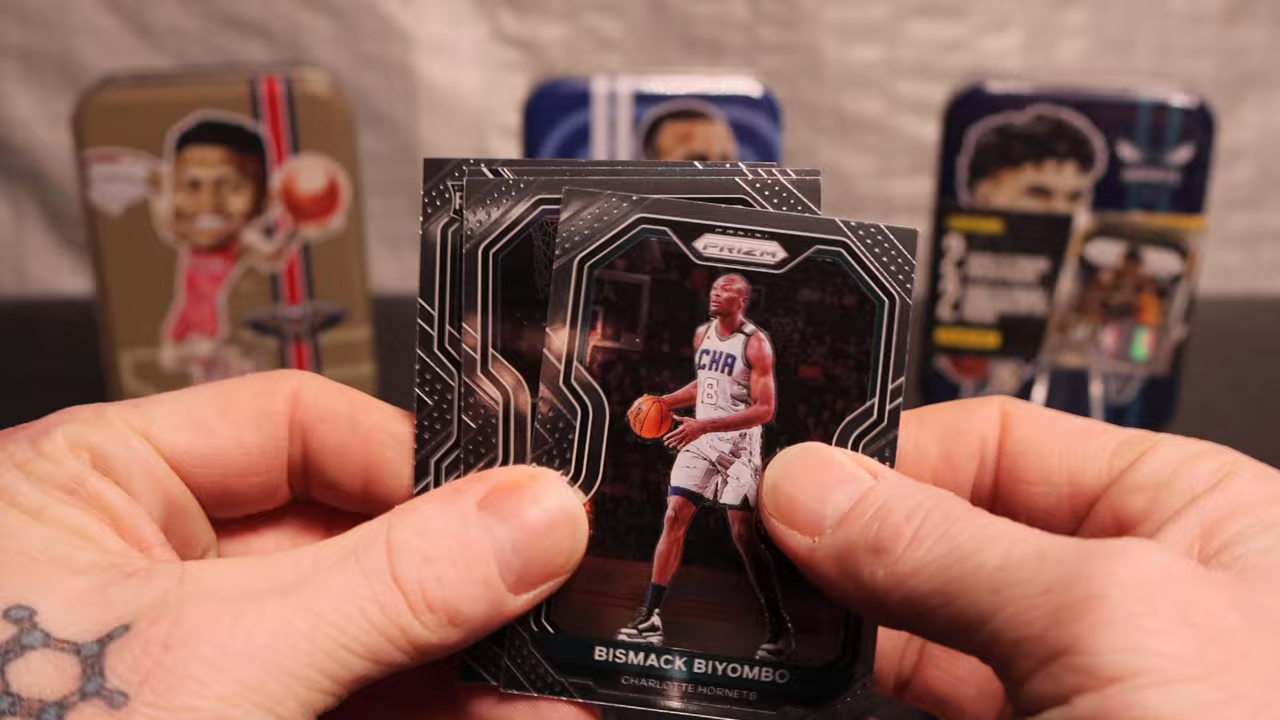 PANINI
PRIZM
CHA
8
BISMACK BIYOMBO
CHARLOTTE HORNETS